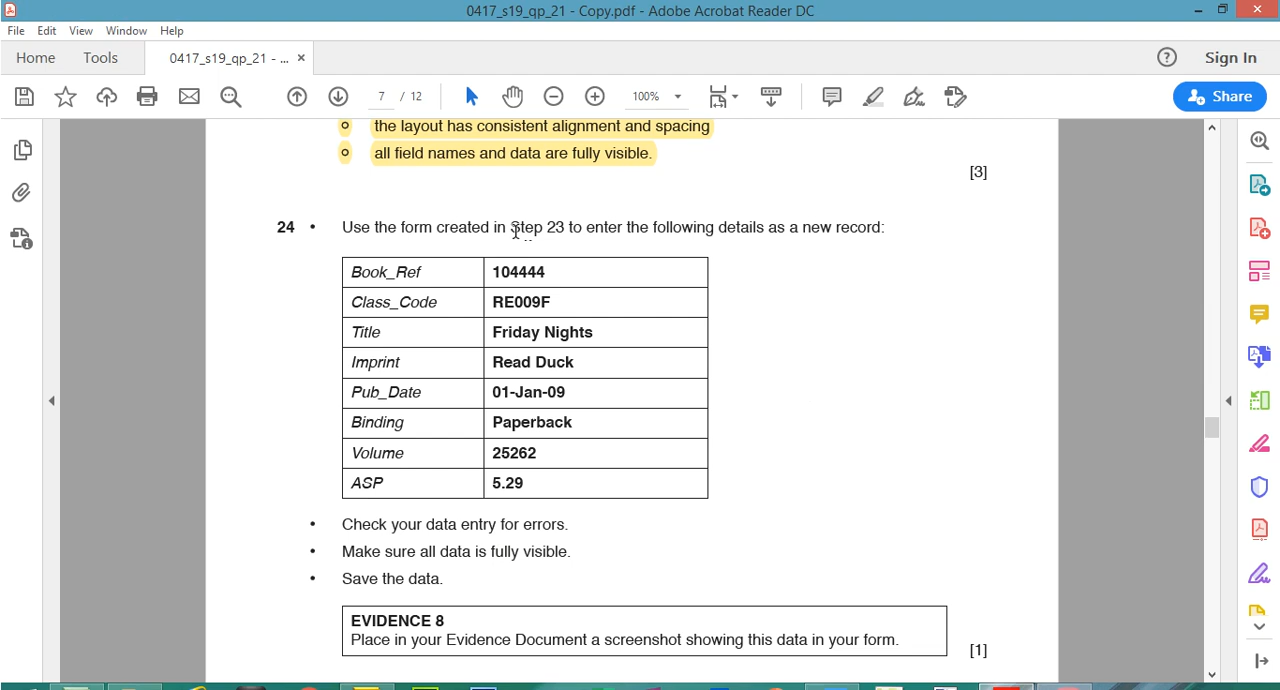 0417_s19_qp_21 - Copy.pdf - Adobe Acrobat Reader DC
File Edit View Window Help
Home Tools 0417_s19_qp_21 - ... × Sign In
7 / 12 100% Share
o the layout has consistent alignment and spacing
o all field names and data are fully visible.
[3]
24 • Use the form created in Step 23 to enter the following details as a new record:
Book_Ref 104444
Class_Code RE009F
Title Friday Nights
Imprint Read Duck
Pub_Date 01-Jan-09
Binding Paperback
Volume 25262
ASP 5.29
• Check your data entry for errors.
• Make sure all data is fully visible.
• Save the data.
EVIDENCE 8
Place in your Evidence Document a screenshot showing this data in your form.
[1]